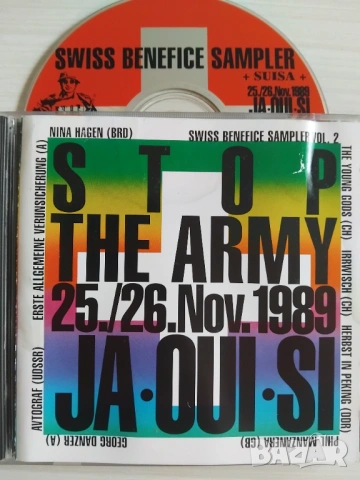 SWISS BENEFICE SAMPLER
+ SUISA +
25./26.Nov. 1989
JA·OUI·SI
NINA HAGEN (BRD)
SWISS BENEFICE SAMPLER VOL. 2
STOP
THE ARMY
25./26.Nov.1989
JA·OUI·SI
AVTOGRAF (UDSSR)
ERSTE ALLGEMEINE VERUNSICHERUNG (A)
THE YOUNG GODS (CH)
IRRWISCH (CH)
HERBST IN PEKING (DDR)
GEORG DANZER (A)
PHIL MANZANERA (GB)
bazar